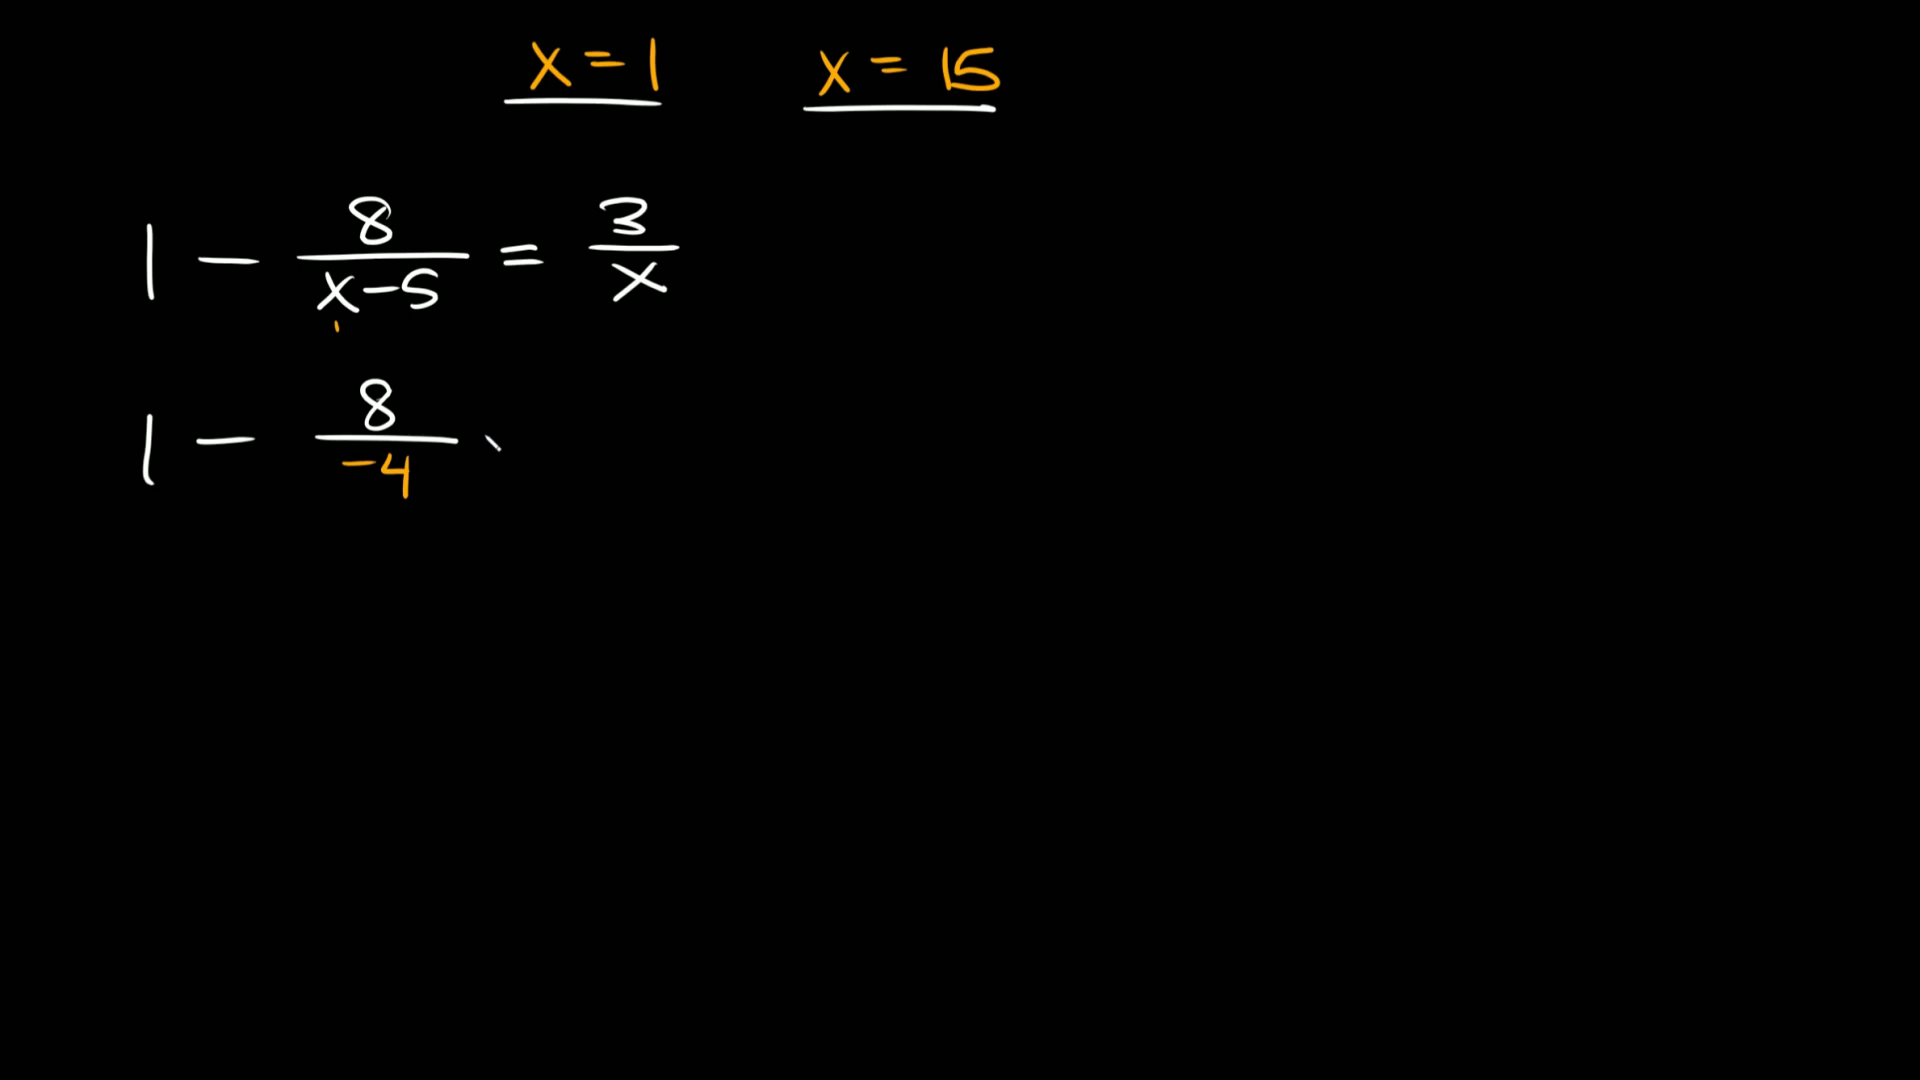 x = 1 x = 15
1 - 8/(x-5) = 3/x
1 - 8/-4